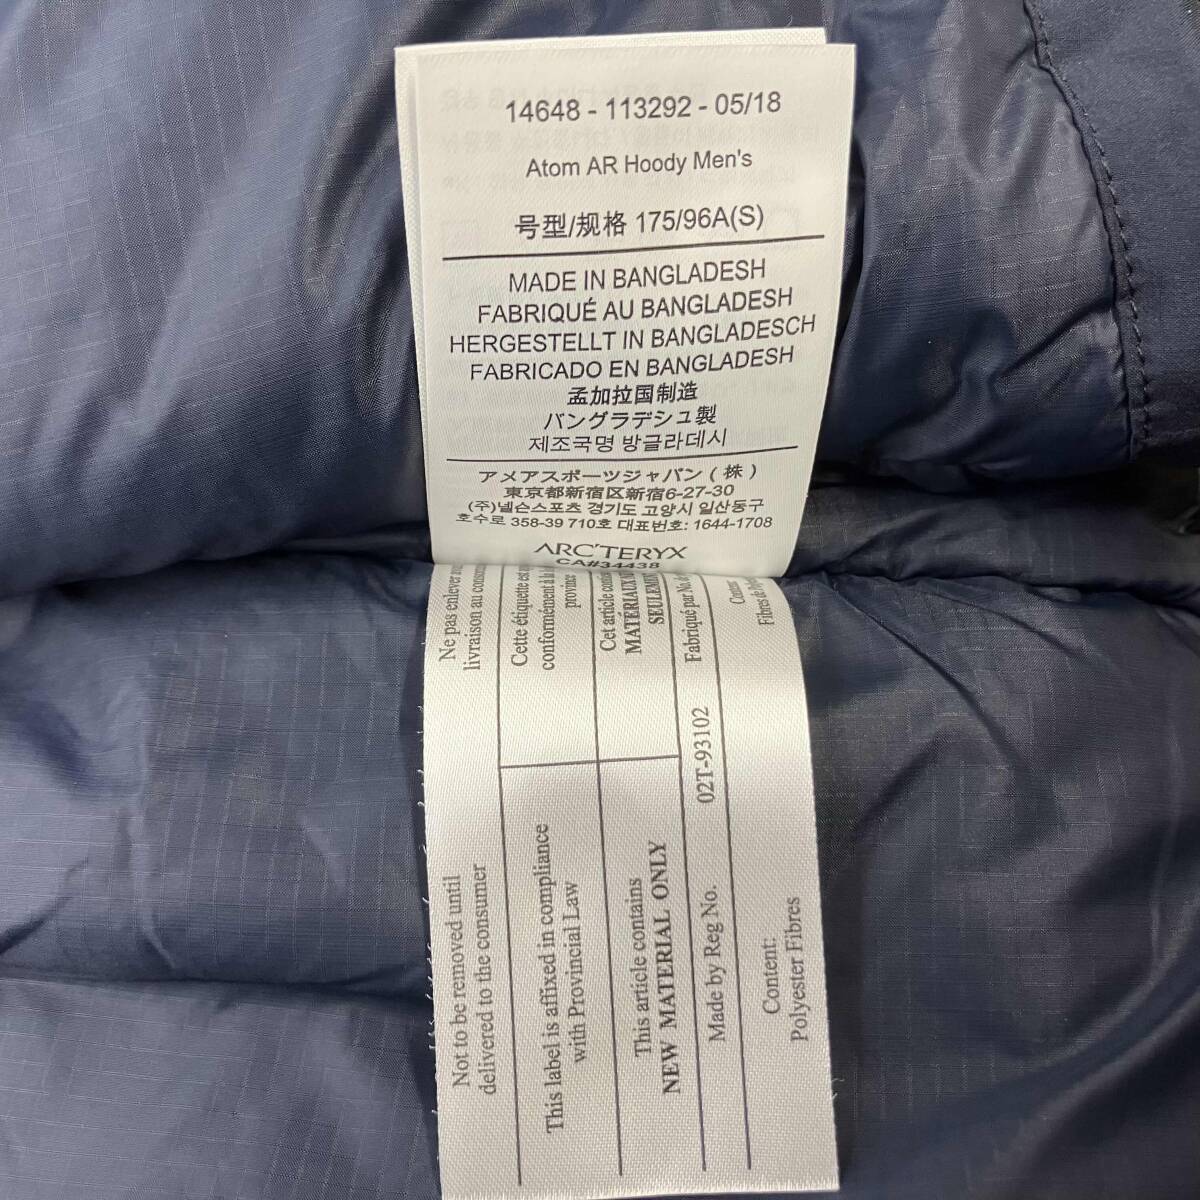 14648 - 113292 - 05/18
Atom AR Hoody Men's
号型/规格 175/96A(S)
MADE IN BANGLADESH
FABRIQUÉ AU BANGLADESH
HERGESTELLT IN BANGLADESCH
FABRICADO EN BANGLADESH
孟加拉国制造
バングラデシュ製
제조국명 방글라데시
アメアスポーツジャパン(株)
東京都新宿区新宿6-27-30
(주)넬슨스포츠 경기도 고양시 일산동구
호수로 358-39 710호 대표번호: 1644-1708
ARC'TERYX
CA#34438
Ne pas enlever
livraison au
Cette étiquette est
conformément à la
province
Cet article
MATÉRIAUX
SEULEMENT
Fabriqué par No.
Contenu
Fibres de
Not to be removed until
delivered to the consumer
This label is affixed in compliance
with Provincial Law
This article contains
NEW MATERIAL ONLY
Made by Reg No.
02T-93102
Content:
Polyester Fibres